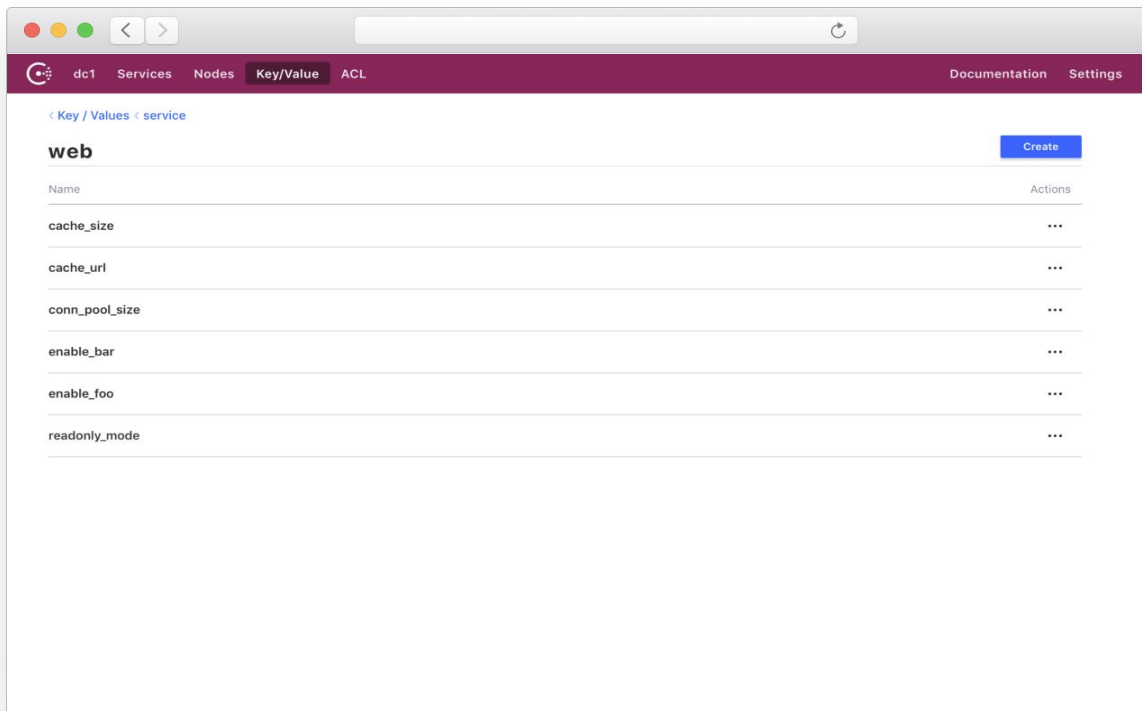 dc1 Services Nodes Key/Value ACL Documentation Settings
< Key / Values < service
web Create
Name Actions
cache_size ...
cache_url ...
conn_pool_size ...
enable_bar ...
enable_foo ...
readonly_mode ...